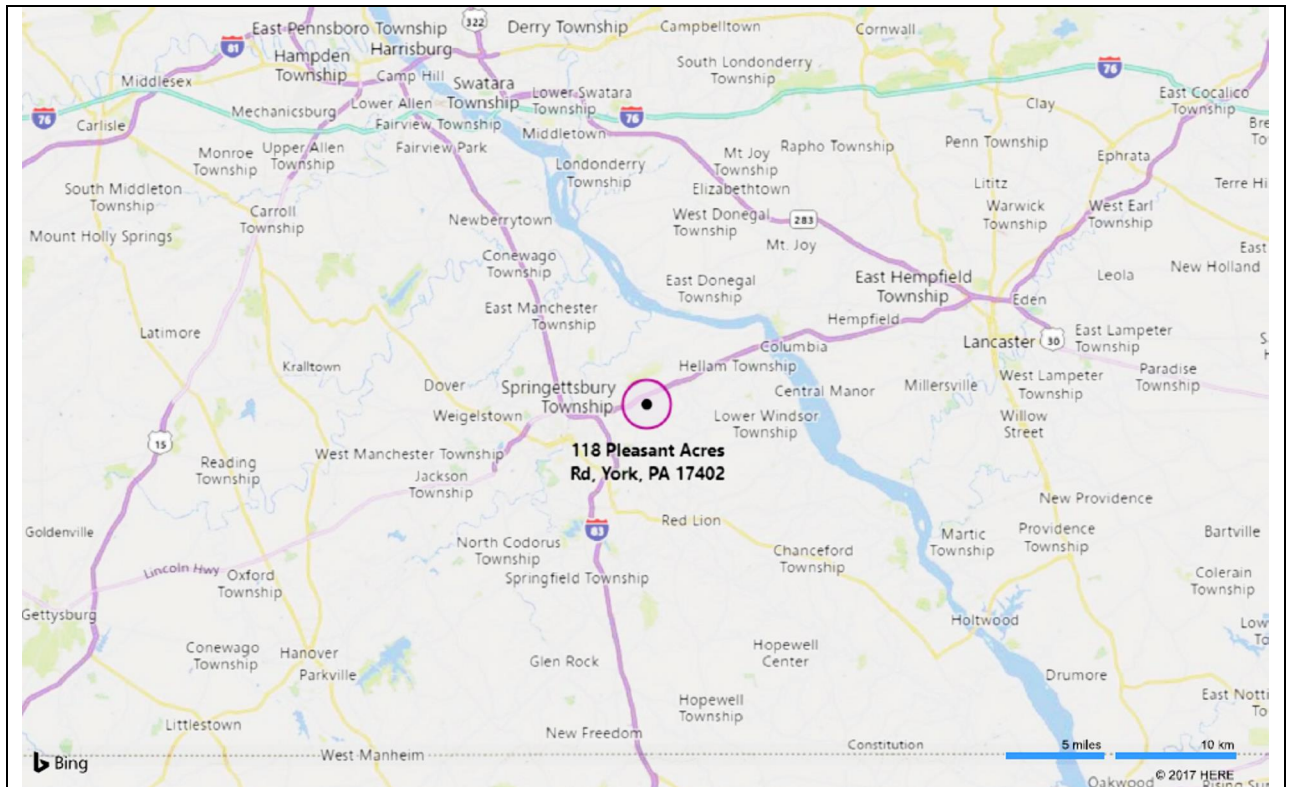 East Pennsboro Township
322
Derry Township
Campbelltown
Cornwall
81
Hampden
Township
Harrisburg
South Londonderry
Township
76
Middlesex
Camp Hill
Swatara
Township
Lower Swatara
Township
East Cocalico
Township
76
Carlisle
Mechanicsburg
Lower Allen
76
Clay
Bre
To
Fairview Township
Middletown
Monroe
Township
Upper Allen
Township
Fairview Park
Londonderry
Township
Mt Joy
Township
Rapho Township
Penn Township
Ephrata
South Middleton
Township
Elizabethtown
Lititz
Terre Hi
Carroll
Township
Newberrytown
West Donegal
Township
283
Warwick
Township
West Earl
Township
Mount Holly Springs
Mt. Joy
East
Conewago
Township
East Donegal
Township
East Hempfield
Township
Leola
New Holland
East Manchester
Township
Hempfield
Eden
Latimore
Columbia
Lancaster
30
East Lampeter
Township
S
H
Kralltown
Hellam Township
Dover
Springettsbury
Township
Central Manor
Millersville
West Lampeter
Township
Paradise
Township
Weigelstown
Lower Windsor
Township
Willow
Street
15
West Manchester Township
118 Pleasant Acres
Rd, York, PA 17402
Reading
Township
Jackson
Township
New Providence
Goldenville
83
Red Lion
Martic
Township
Providence
Township
Bartville
North Codorus
Township
Chanceford
Township
Lincoln Hwy
Oxford
Township
Springfield Township
Colerain
Township
Gettysburg
Holtwood
Low
To
Conewago
Township
Hanover
Glen Rock
Hopewell
Center
Parkville
Drumore
Hopewell
Township
East Notti
To
Littlestown
New Freedom
West Manheim
Constitution
5 miles
10 km
Bing
© 2017 HERE
Oakwood
Rising Sun